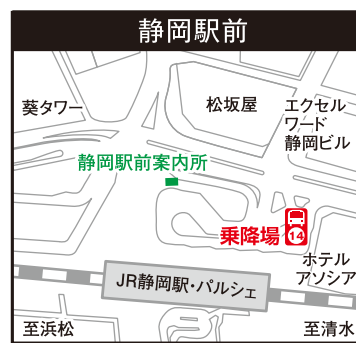 静岡駅前
葵タワー
松坂屋
エクセル
ワード
静岡ビル
静岡駅前案内所
乗降場
14
ホテル
アソシア
JR静岡駅・パルシェ
至浜松
至清水